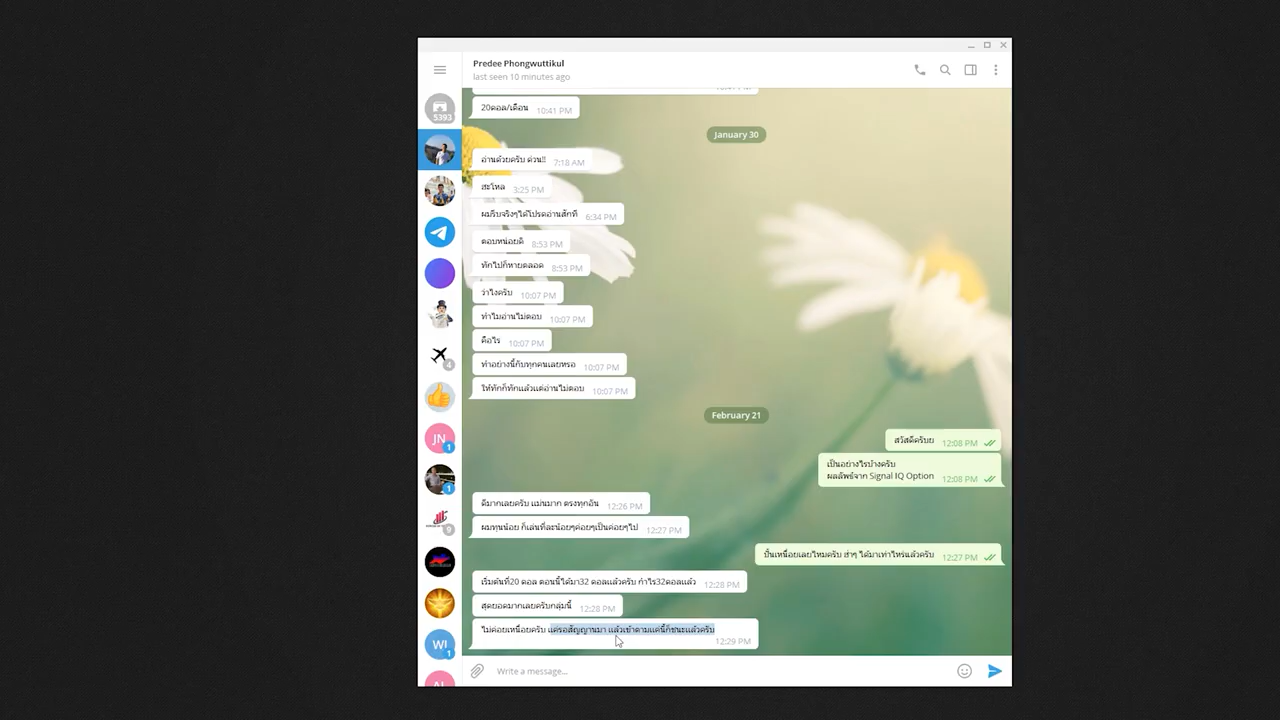 Predee Phongwuttikul
last seen 10 minutes ago
5393
20ดอล/เดือน 10:41 PM
January 30
อ่านด้วยครับ ด่วน!! 7:18 AM
สะโหล 3:25 PM
ผมรีบจริงๆได้โปรดอ่านสักที 6:34 PM
ตอบหน่อยดิ 8:53 PM
ทักไปก็หายตลอด 8:53 PM
ว่าไงครับ 10:07 PM
ทำไมอ่านไม่ตอบ 10:07 PM
คือไร 10:07 PM
4
ทำอย่างนี้กับทุกคนเลยหรอ 10:07 PM
ให้ทักก็ทักแล้วแต่อ่านไม่ตอบ 10:07 PM
February 21
JN
1
สวัสดีครับย 12:08 PM
เป็นอย่างไรบ้างครับ
ผลลัพธ์จาก Signal IQ Option 12:08 PM
1
ดีมากเลยครับ แม่นมาก ตรงทุกอัน 12:26 PM
ผมทุนน้อย ก็เล่นที่ละน้อยๆค่อยๆเป็นค่อยๆไป 12:27 PM
9
ปั้นเหนื่อยเลยไหมครับ ฮ่าๆ ได้มาเท่าไหร่แล้วครับ 12:27 PM
เริ่มต้นที่20 ดอล ตอนนี้ได้มา32 ดอลแล้วครับ กำไร32ดอลแล้ว 12:28 PM
สุดยอดมากเลยครับกลุ่มนี้ 12:28 PM
ไม่ค่อยเหนื่อยครับ แค่รอสัญญานมา แล้วเข้าตามแค่นี้ก็ชนะแล้วครับ
12:29 PM
WI
1
Write a message...